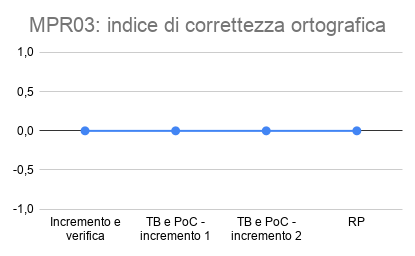 MPR03: indice di correttezza ortografica
1,0
0,5
0,0
-0,5
-1,0
Incremento e
verifica
TB e PoC -
incremento 1
TB e PoC -
incremento 2
RP